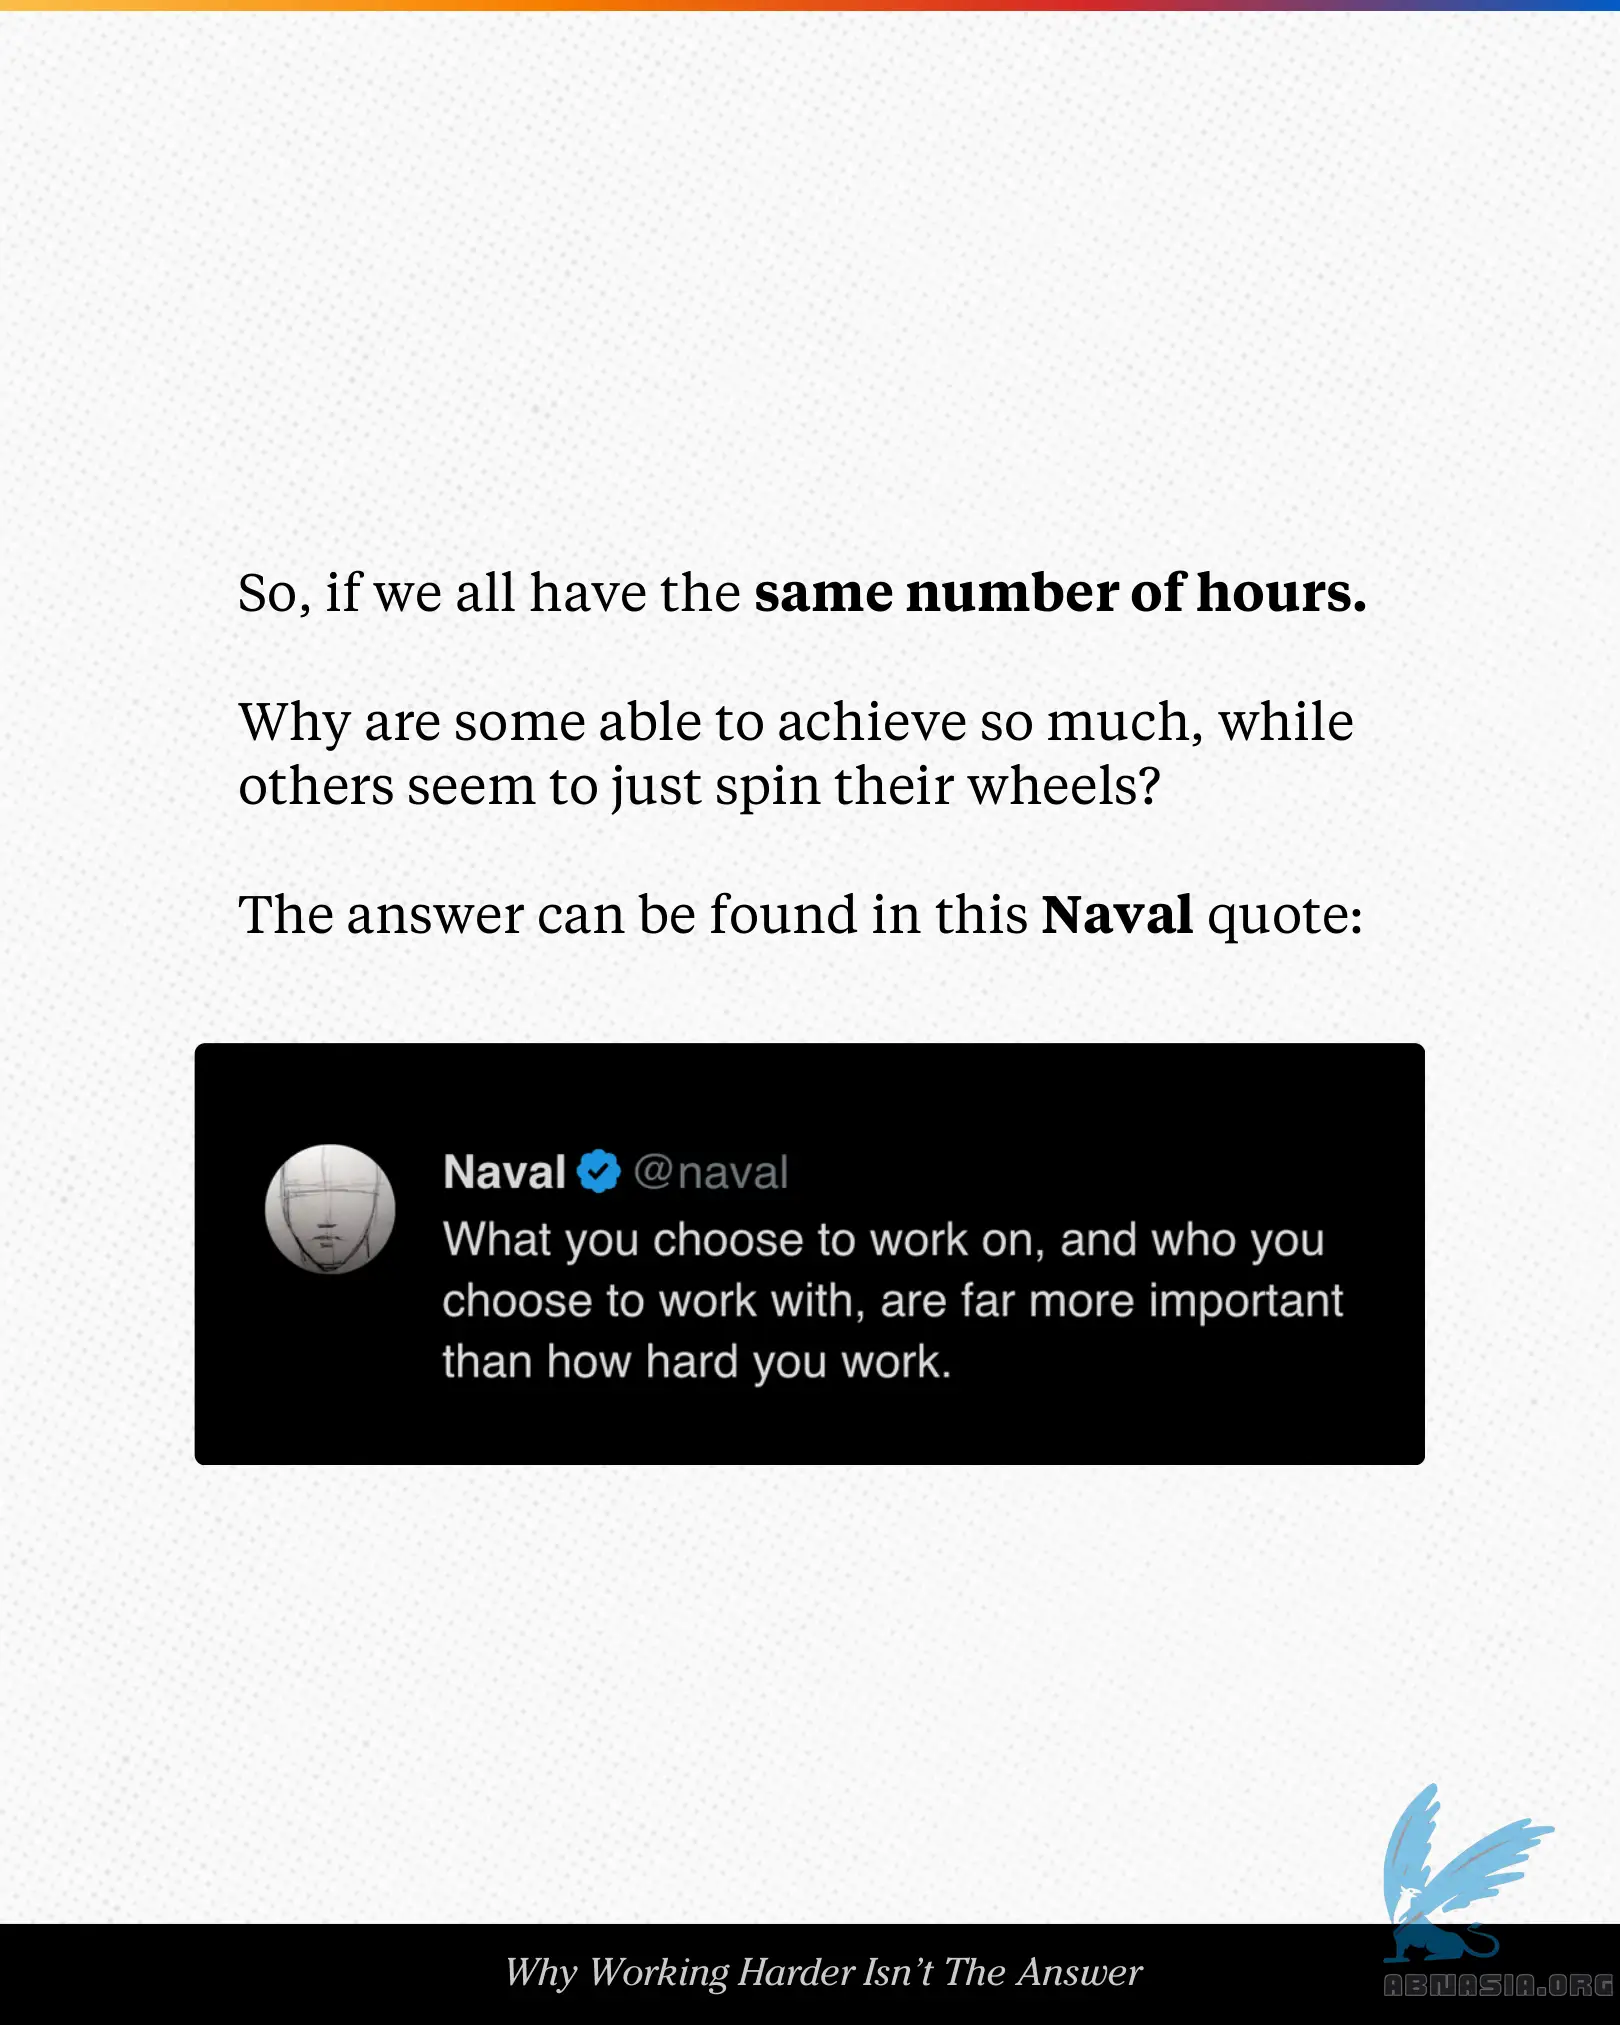 So, if we all have the same number of hours.
Why are some able to achieve so much, while
others seem to just spin their wheels?
The answer can be found in this Naval quote:
Naval @naval
What you choose to work on, and who you
choose to work with, are far more important
than how hard you work.
Why Working Harder Isn’t The Answer
ABNASIA.ORG